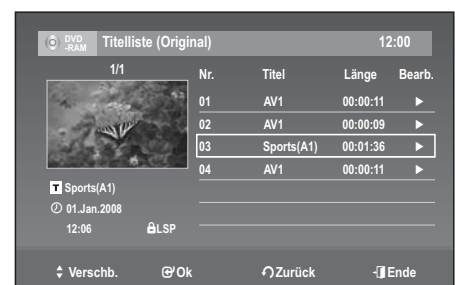 DVD -RAM Titelliste (Original) 12:00
1/1
Nr. Titel Länge Bearb.
01 AV1 00:00:11 ►
02 AV1 00:00:09 ►
03 Sports(A1) 00:01:36 ►
04 AV1 00:00:11 ►
T Sports(A1)
01.Jan.2008
12:06 LSP
Verschb. Ok Zurück Ende